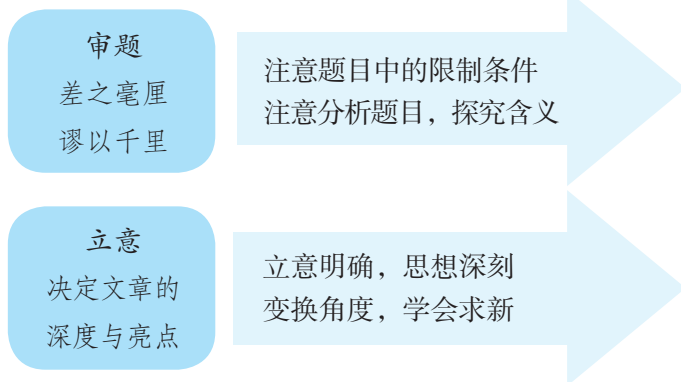 审题
差之毫厘
谬以千里
注意题目中的限制条件
注意分析题目，探究含义
立意
决定文章的
深度与亮点
立意明确，思想深刻
变换角度，学会求新